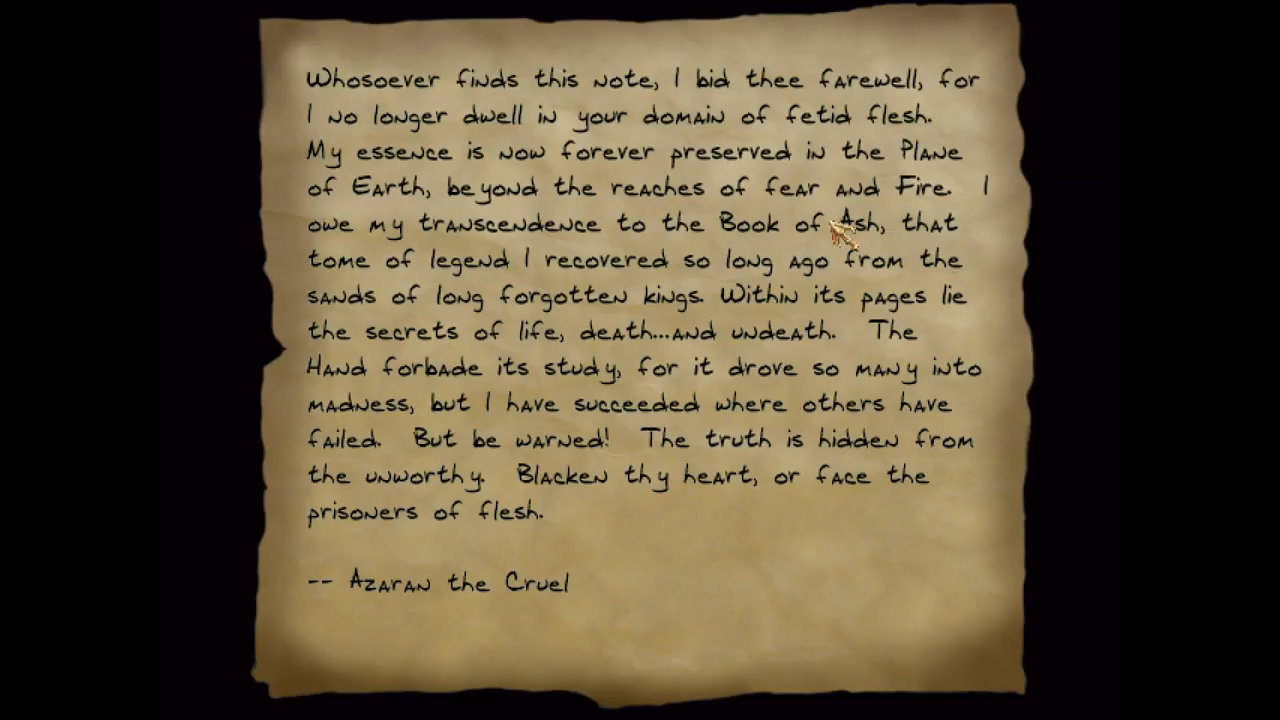 Whosoever finds this note, I bid thee farewell, for
I no longer dwell in your domain of fetid flesh.
My essence is now forever preserved in the Plane
of Earth, beyond the reaches of fear and Fire. I
owe my transcendence to the Book of Ash, that
tome of legend I recovered so long ago from the
sands of long forgotten kings. Within its pages lie
the secrets of life, death...and undeath. The
Hand forbade its study, for it drove so many into
madness, but I have succeeded where others have
failed. But be warned! The truth is hidden from
the unworthy. Blacken thy heart, or face the
prisoners of flesh.
-- Azaran the Cruel